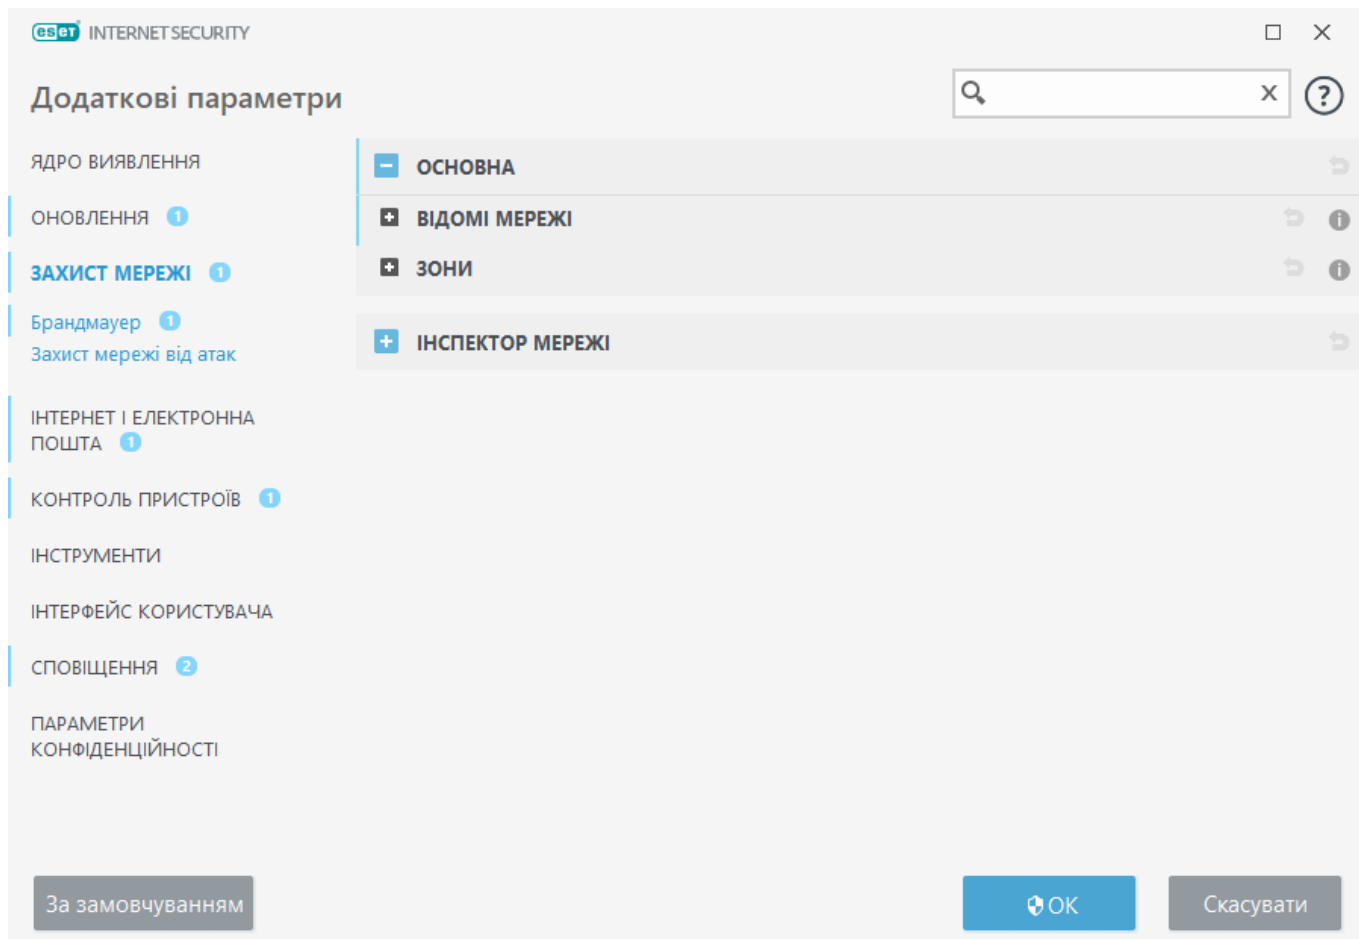 eset INTERNET SECURITY
Додаткові параметри
x
?
ЯДРО ВИЯВЛЕННЯ
ОНОВЛЕННЯ 1
ЗАХИСТ МЕРЕЖІ 1
Брандмауер 1
Захист мережі від атак
ІНТЕРНЕТ І ЕЛЕКТРОННА
ПОШТА 1
КОНТРОЛЬ ПРИСТРОЇВ 1
ІНСТРУМЕНТИ
ІНТЕРФЕЙС КОРИСТУВАЧА
СПОВІЩЕННЯ 2
ПАРАМЕТРИ
КОНФІДЕНЦІЙНОСТІ
ОСНОВНА
ВІДОМІ МЕРЕЖІ
ЗОНИ
ІНСПЕКТОР МЕРЕЖІ
За замовчуванням
ОК
Скасувати